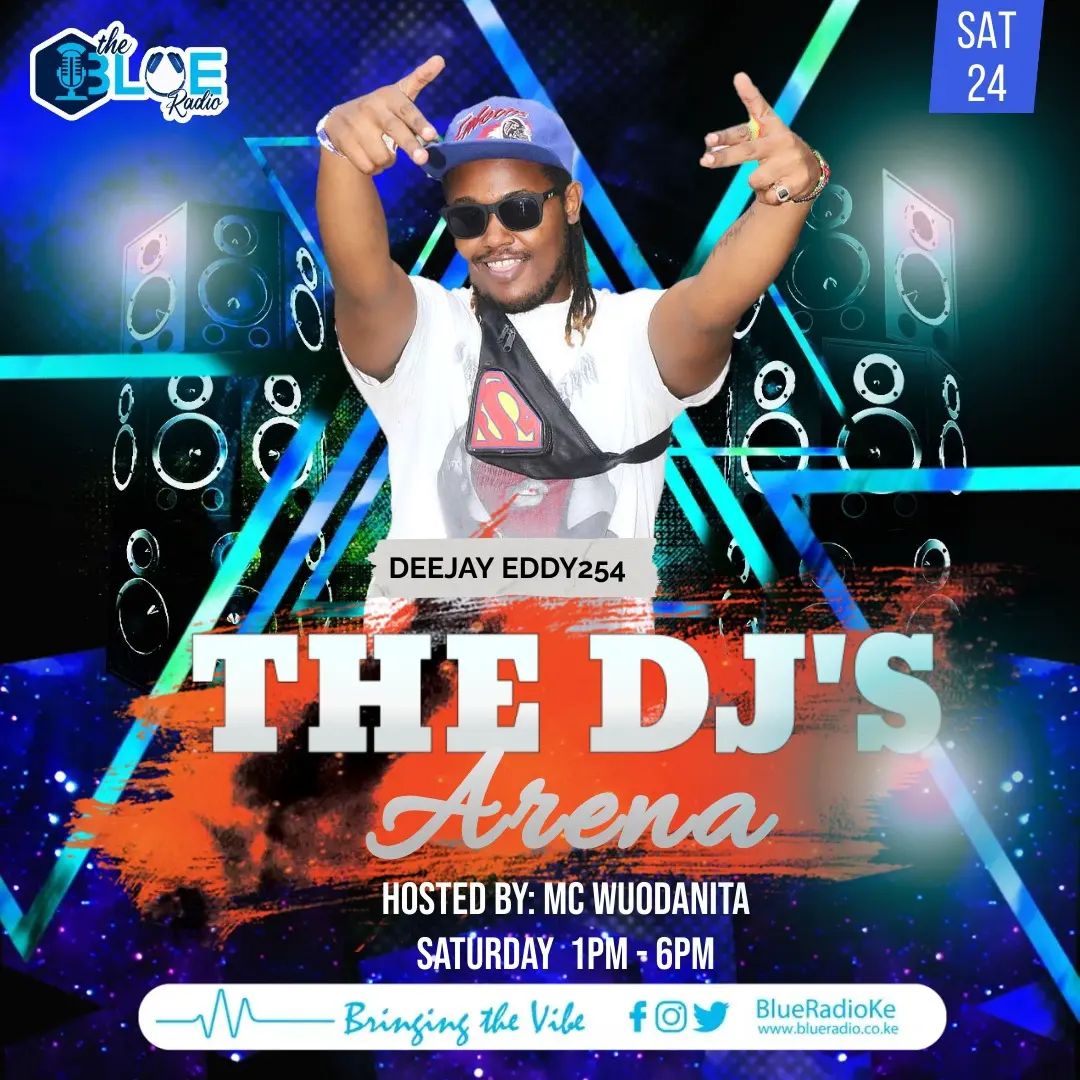 the
BLUE
Radio
SAT
24
DEEJAY EDDY254
THE DJ'S
Arena
HOSTED BY: MC WUODANITA
SATURDAY 1PM - 6PM
Bringing the Vibe
BlueRadioKe
www.blueradio.co.ke